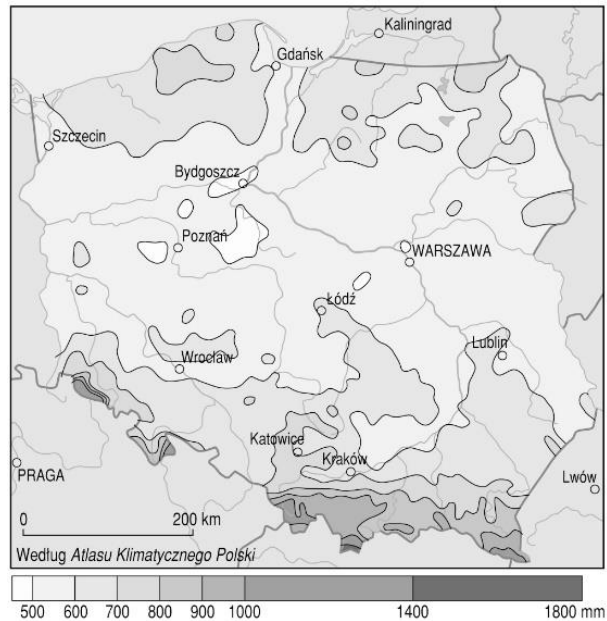 Kaliningrad
Gdańsk
Szczecin
Bydgoszcz
Poznań
WARSZAWA
Łódź
Lublin
Wrocław
Katowice
Kraków
PRAGA
Lwów
0 200 km
Według Atlasu Klimatycznego Polski
500 600 700 800 900 1000 1400 1800 mm